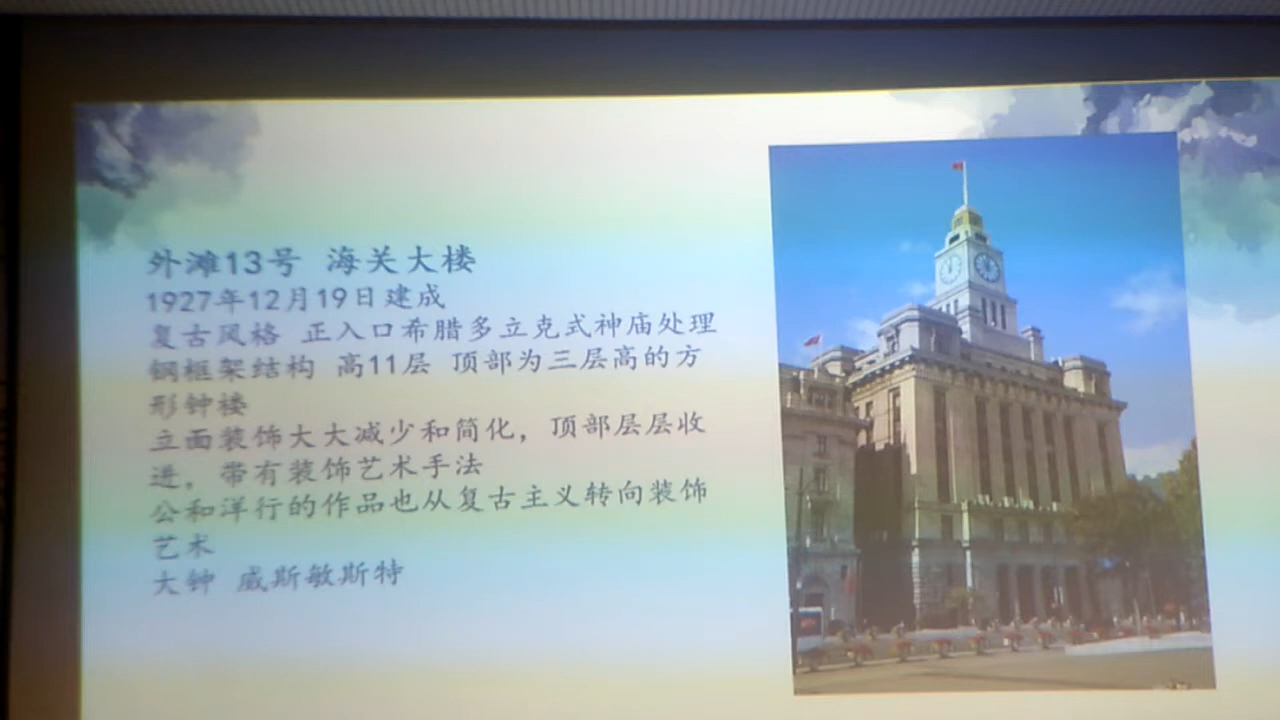 外滩13号 海关大楼
1927年12月19日建成
复古风格 正入口希腊多立克式神庙处理
钢框架结构 高11层 顶部为三层高的方
形钟楼
立面装饰大大减少和简化，顶部层层收
进，带有装饰艺术手法
公和洋行的作品也从复古主义转向装饰
艺术
大钟 威斯敏斯特